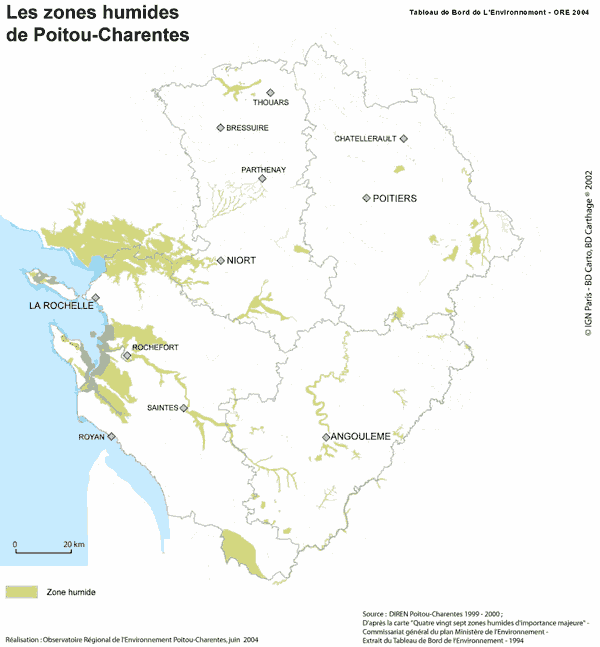 Les zones humides
de Poitou-Charentes
Tableau de Bord de L'Environnement - ORE 2004
THOUARS
BRESSUIRE
CHATELLERAULT
PARTHENAY
POITIERS
NIORT
LA ROCHELLE
ROCHEFORT
SAINTES
ROYAN
ANGOULEME
© IGN Paris - BD Carto, BD Carthage ® 2002
0 20 km
Zone humide
Source : DIREN Poitou-Charentes 1999 - 2000 ;
D'après la carte "Quatre vingt sept zones humides d'importance majeure" -
Commissariat général du plan Ministère de l'Environnement -
Extrait du Tableau de Bord de l'Environnement - 1994
Réalisation : Observatoire Régional de l'Environnement Poitou-Charentes, juin 2004